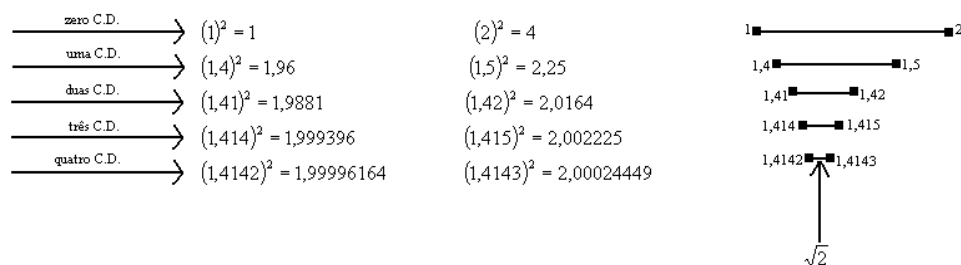 zero C.D. (1)² = 1 (2)² = 4 1 2
uma C.D. (1,4)² = 1,96 (1,5)² = 2,25 1,4 1,5
duas C.D. (1,41)² = 1,9881 (1,42)² = 2,0164 1,41 1,42
três C.D. (1,414)² = 1,999396 (1,415)² = 2,002225 1,414 1,415
quatro C.D. (1,4142)² = 1,99996164 (1,4143)² = 2,00024449 1,4142 1,4143
√2